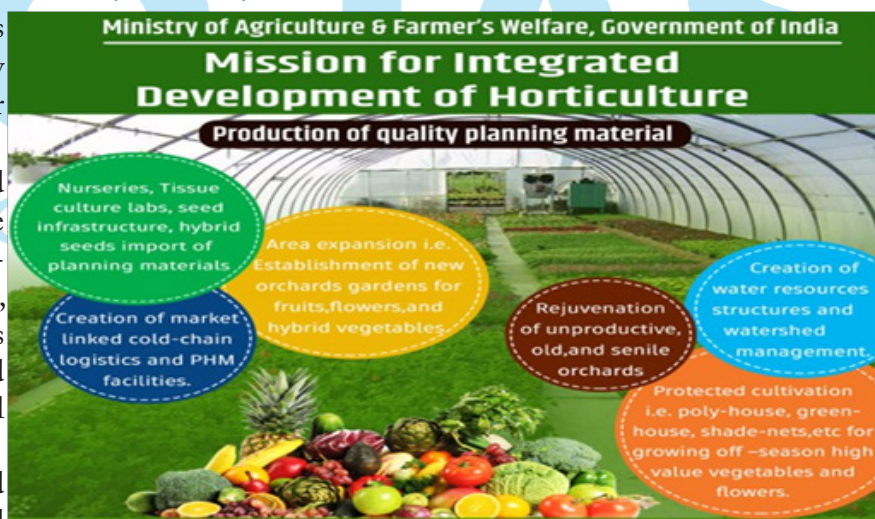 Ministry of Agriculture & Farmer's Welfare, Government of India
Mission for Integrated
Development of Horticulture
Production of quality planning material
Nurseries, Tissue
culture labs, seed
infrastructure, hybrid
seeds import of
planning materials
Area expansion i.e.
Establishment of new
orchards gardens for
fruits,flowers,and
hybrid vegetables.
Creation of market
linked cold-chain
logistics and PHM
facilities.
Rejuvenation
of unproductive,
old,and senile
orchards
Creation of
water resources
structures and
watershed
management.
Protected cultivation
i.e. poly-house, green-
house, shade-nets,etc for
growing off –season high
value vegetables and
flowers.